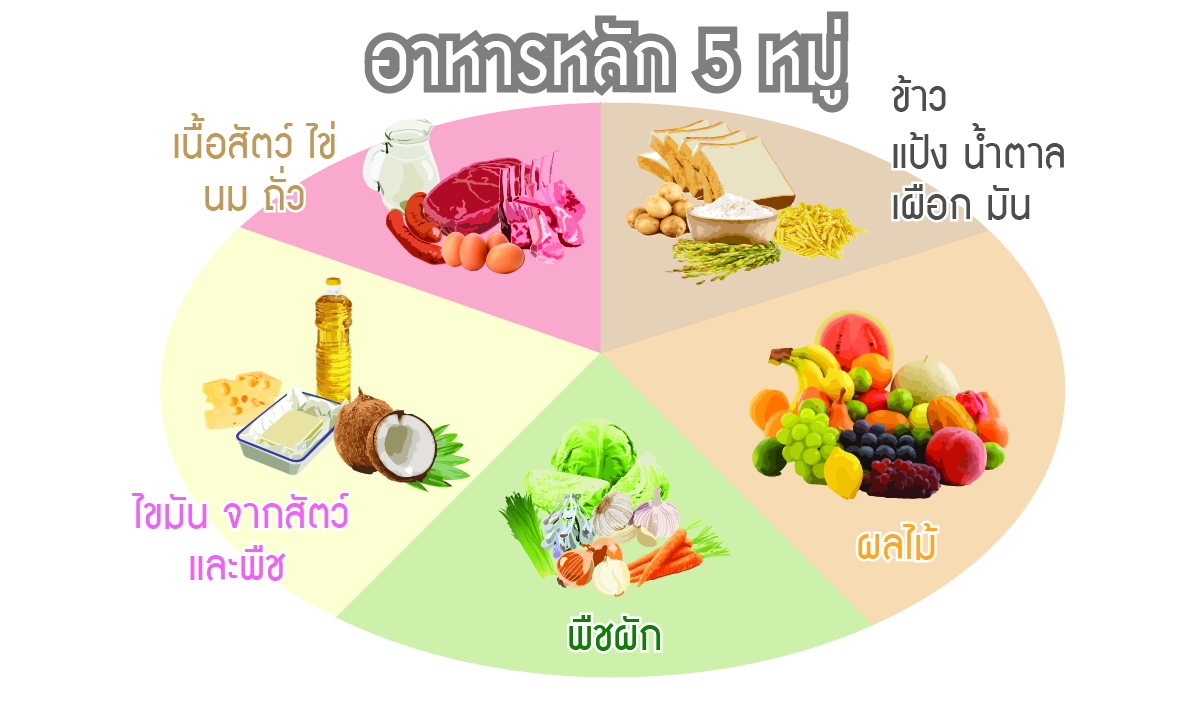 อาหารหลัก 5 หมู่
เนื้อสัตว์ ไข่
นม ถั่ว
ข้าว
แป้ง น้ำตาล
เผือก มัน
ไขมัน จากสัตว์
และพืช
ผลไม้
พืชผัก